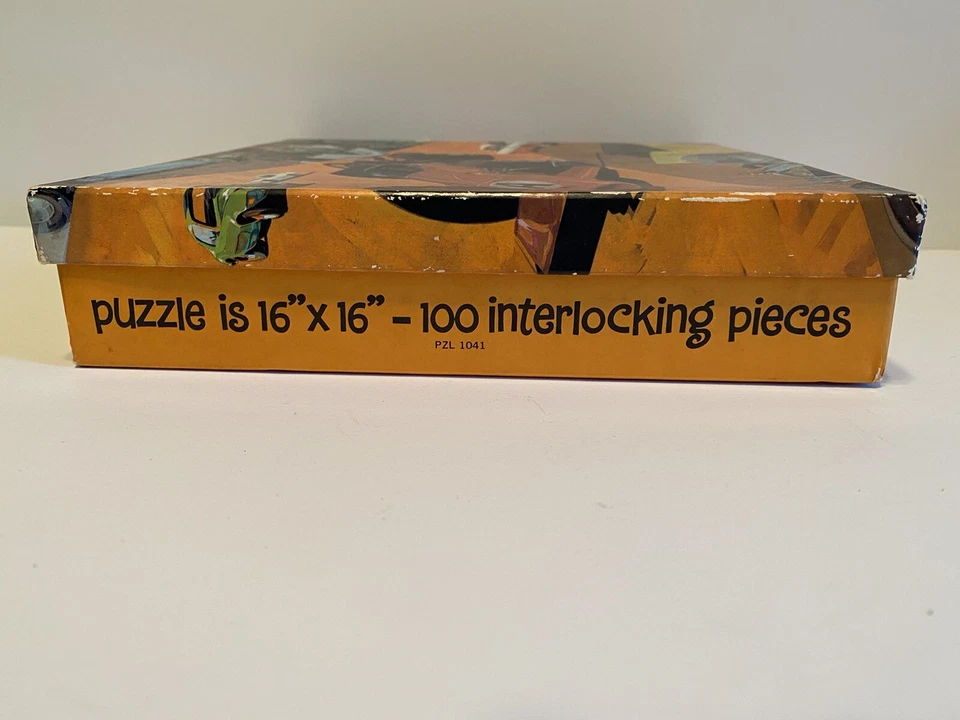 puzzle is 16”x 16” – 100 interlocking pieces
PZL 1041